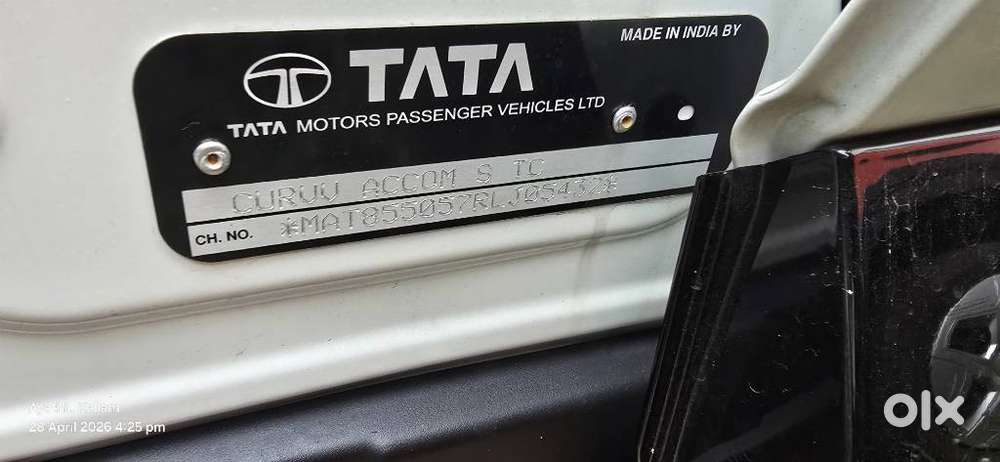 MADE IN INDIA BY
TATA
TATA MOTORS PASSENGER VEHICLES LTD
CURVV ACCOM S TC
CH. NO. *MAT855057RLJ05432*
28 April 2026 4:25 pm
olx